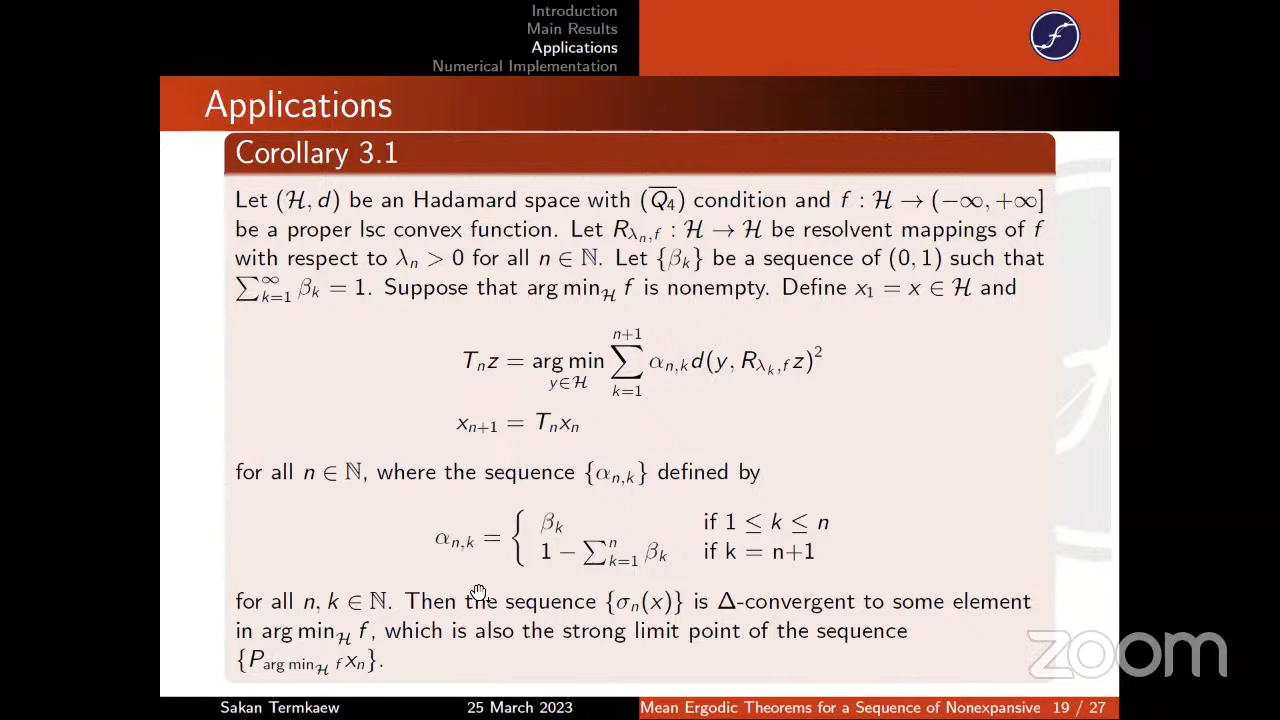 Introduction
Main Results
Applications
Numerical Implementation
Applications
Corollary 3.1
Let (ℋ, d) be an Hadamard space with (Q̅₄) condition and f : ℋ → (−∞, +∞]
be a proper lsc convex function. Let R_{λ_n,f} : ℋ → ℋ be resolvent mappings of f
with respect to λ_n > 0 for all n ∈ ℕ. Let {β_k} be a sequence of (0, 1) such that
∑_{k=1}^{∞} β_k = 1. Suppose that arg min_ℋ f is nonempty. Define x₁ = x ∈ ℋ and
T_n z = arg min_{y∈ℋ} ∑_{k=1}^{n+1} α_{n,k} d(y, R_{λ_k,f} z)²
x_{n+1} = T_n x_n
for all n ∈ ℕ, where the sequence {α_{n,k}} defined by
α_{n,k} = { β_k if 1 ≤ k ≤ n
1 − ∑_{k=1}^{n} β_k if k = n+1
for all n, k ∈ ℕ. Then the sequence {σ_n(x)} is Δ-convergent to some element
in arg min_ℋ f, which is also the strong limit point of the sequence
{P_{arg min_ℋ f} x_n}.
zoom
Sakan Termkaew 25 March 2023 Mean Ergodic Theorems for a Sequence of Nonexpansive 19 / 27